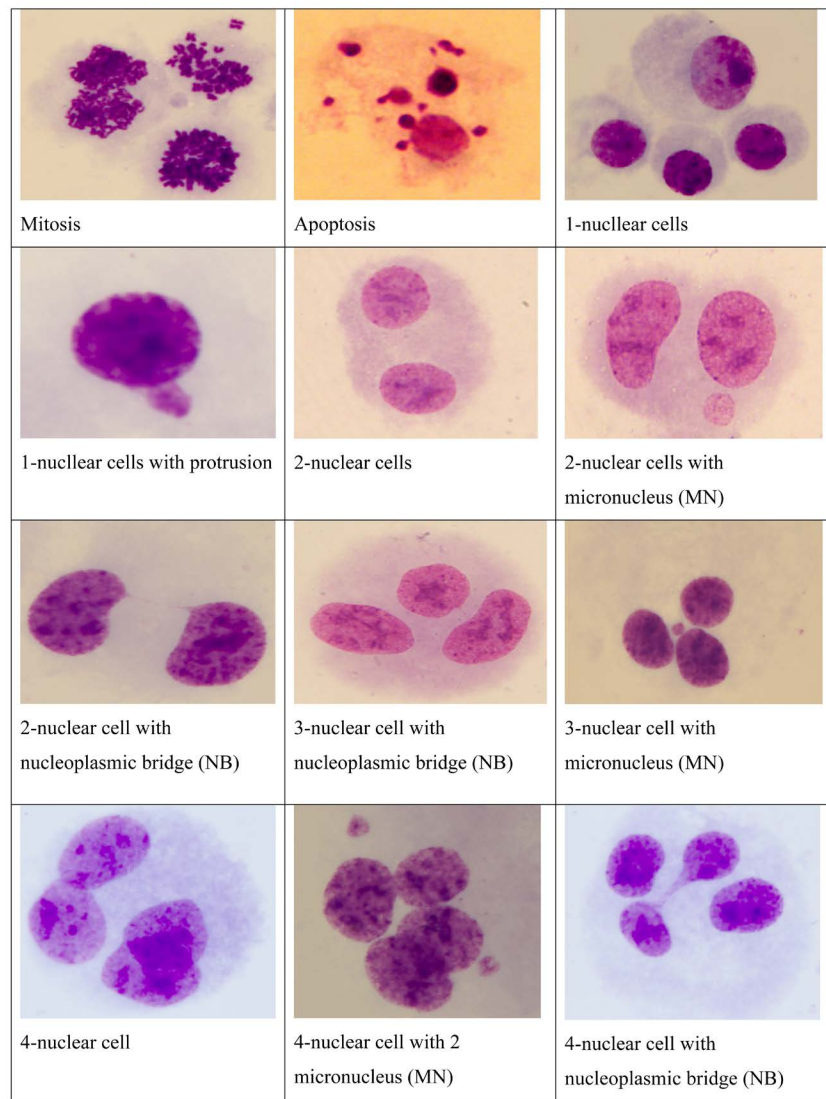 Mitosis
Apoptosis
1-nucllear cells
1-nucllear cells with protrusion
2-nuclear cells
2-nuclear cells with
micronucleus (MN)
2-nuclear cell with
nucleoplasmic bridge (NB)
3-nuclear cell with
nucleoplasmic bridge (NB)
3-nuclear cell with
micronucleus (MN)
4-nuclear cell
4-nuclear cell with 2
micronucleus (MN)
4-nuclear cell with
nucleoplasmic bridge (NB)